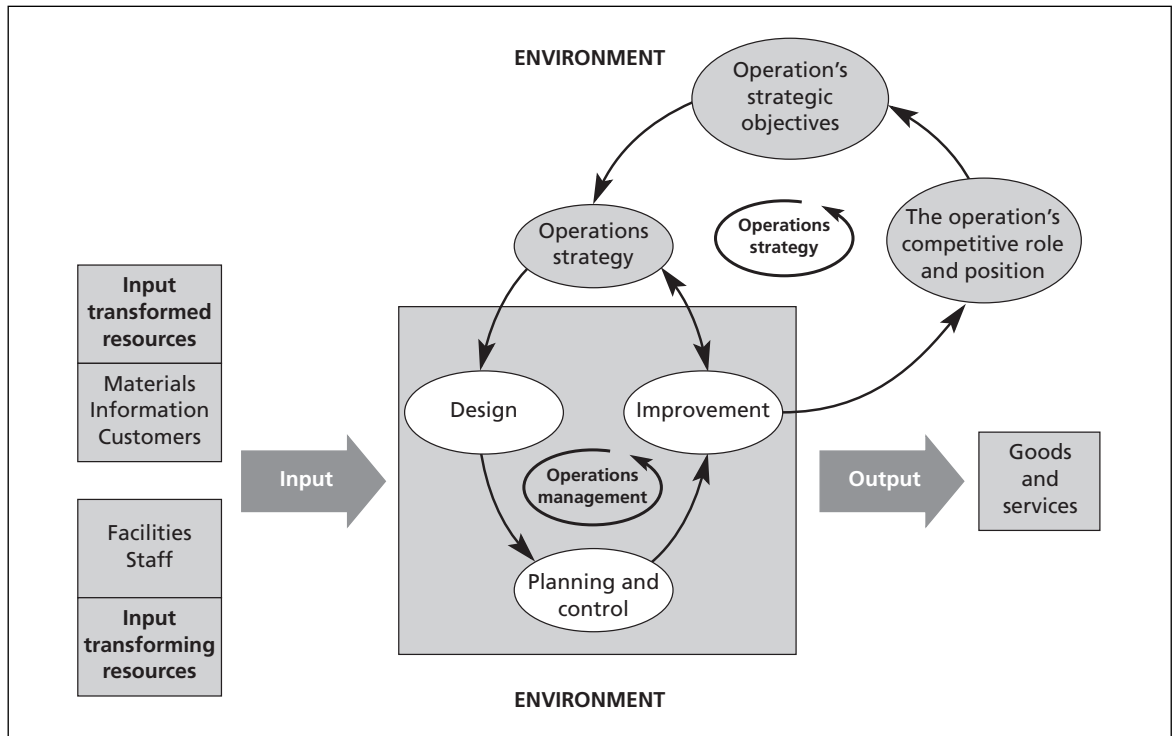 ENVIRONMENT
Operation's
strategic
objectives
The operation's
competitive role
and position
Operations
strategy
Operations
strategy
Input
transformed
resources
Materials
Information
Customers
Facilities
Staff
Input
transforming
resources
Input
Design
Improvement
Operations
management
Planning and
control
Output
Goods
and
services
ENVIRONMENT